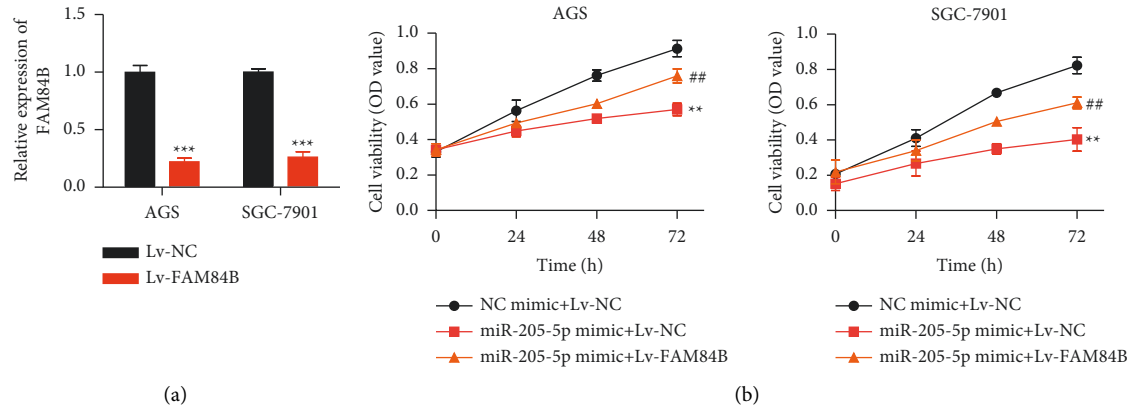 Relative expression of
FAM84B
1.5
1.0
0.5
0.0
***
***
AGS
SGC-7901
Lv-NC
Lv-FAM84B
(a)
AGS
Cell viability (OD value)
1.0
0.8
0.6
0.4
0.2
0.0
##
**
0
24
48
72
Time (h)
NC mimic+Lv-NC
miR-205-5p mimic+Lv-NC
miR-205-5p mimic+Lv-FAM84B
SGC-7901
Cell viability (OD value)
1.0
0.8
0.6
0.4
0.2
0.0
##
**
0
24
48
72
Time (h)
NC mimic+Lv-NC
miR-205-5p mimic+Lv-NC
miR-205-5p mimic+Lv-FAM84B
(b)